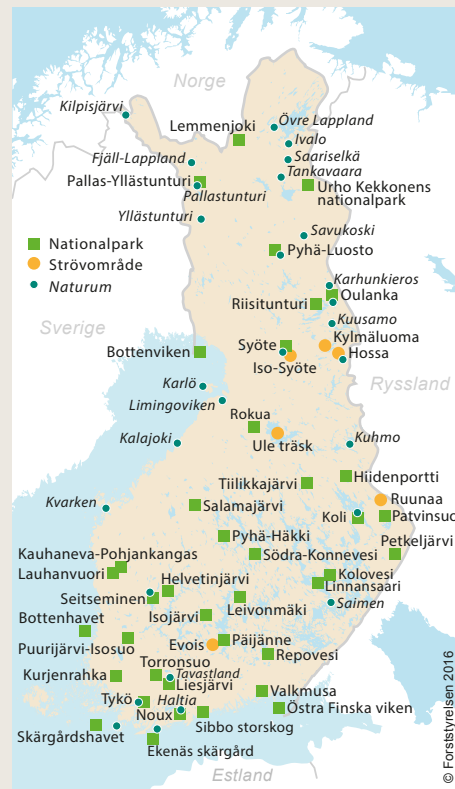 Norge
Kilpisjärvi
Övre Lappland
Lemmenjoki
Ivalo
Saariselkä
Fjäll-Lappland
Tankavaara
Pallas-Yllästunturi
Urho Kekkonens
nationalpark
Pallastunturi
Yllästunturi
Savukoski
Nationalpark
Pyhä-Luosto
Strövområde
Naturum
Karhunkieros
Oulanka
Riisitunturi
Kuusamo
Sverige
Kylmäluoma
Syöte
Hossa
Bottenviken
Iso-Syöte
Karlö
Ryssland
Limingoviken
Rokua
Kalajoki
Ule träsk
Kuhmo
Hiidenportti
Tiilikkajärvi
Kvarken
Salamajärvi
Ruunaa
Koli
Patvinsuo
Pyhä-Häkki
Petkeljärvi
Kauhaneva-Pohjankangas
Södra-Konnevesi
Lauhanvuori
Helvetinjärvi
Kolovesi
Linnansaari
Seitseminen
Leivonmäki
Saimen
Isojärvi
Bottenhavet
Puurijärvi-Isosuo
Evois
Päijänne
Repovesi
Torronsuo
Tavastland
Kurjenrahka
Liesjärvi
Valkmusa
Tykö
Haltia
Östra Finska viken
Noux
Sibbo storskog
Skärgårdshavet
Ekenäs skärgård
Estland
© Forststyrelsen 2016